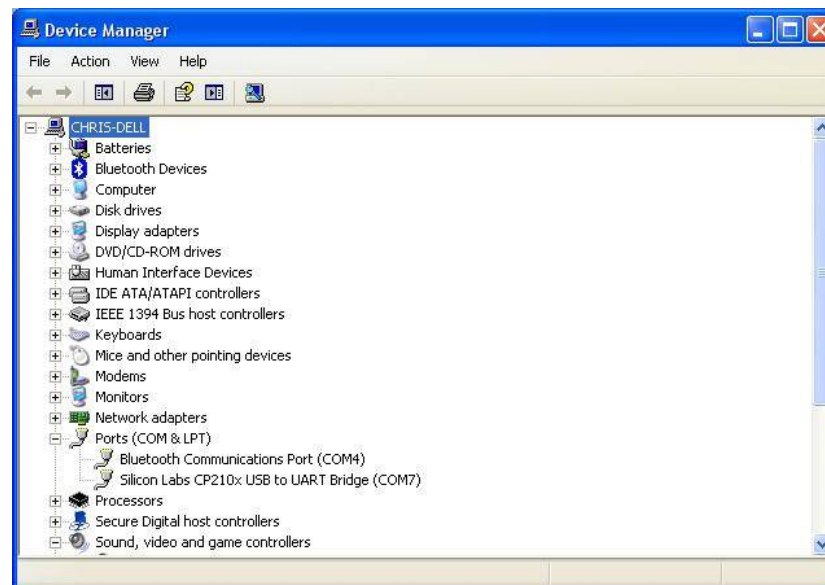 Device Manager
File Action View Help
CHRIS-DELL
Batteries
Bluetooth Devices
Computer
Disk drives
Display adapters
DVD/CD-ROM drives
Human Interface Devices
IDE ATA/ATAPI controllers
IEEE 1394 Bus host controllers
Keyboards
Mice and other pointing devices
Modems
Monitors
Network adapters
Ports (COM & LPT)
Bluetooth Communications Port (COM4)
Silicon Labs CP210x USB to UART Bridge (COM7)
Processors
Secure Digital host controllers
Sound, video and game controllers